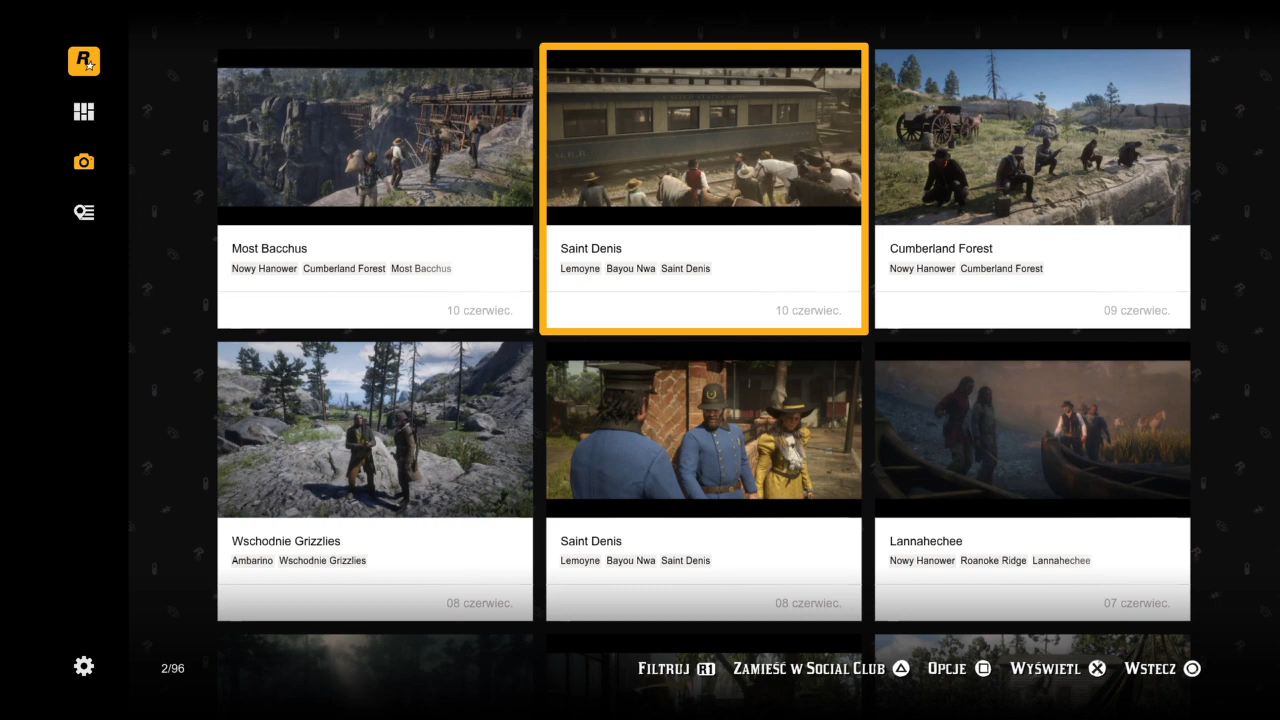 Most Bacchus
Nowy Hanower Cumberland Forest Most Bacchus
10 czerwiec.
Saint Denis
Lemoyne Bayou Nwa Saint Denis
10 czerwiec.
Cumberland Forest
Nowy Hanower Cumberland Forest
09 czerwiec.
Wschodnie Grizzlies
Ambarino Wschodnie Grizzlies
08 czerwiec.
Saint Denis
Lemoyne Bayou Nwa Saint Denis
08 czerwiec.
Lannahechee
Nowy Hanower Roanoke Ridge Lannahechee
07 czerwiec.
2/96
Filtruj R1 Zamieść w Social Club Opcje Wyświetl Wstecz